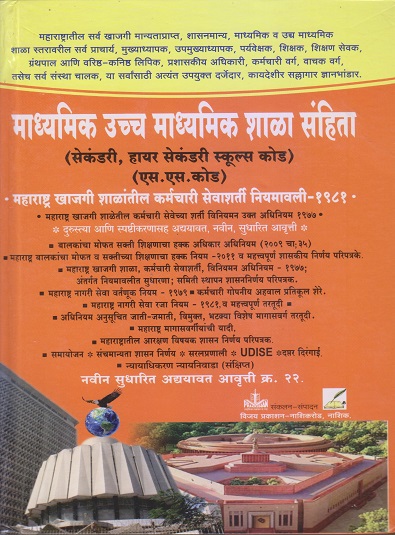 महाराष्ट्रातील सर्व खाजगी मान्यताप्राप्त, शासनमान्य, माध्यमिक व उच्च माध्यमिक
शाळा स्तरावरील सर्व प्राचार्य, मुख्याध्यापक, उपमुख्याध्यापक, पर्यवेक्षक, शिक्षक, शिक्षण सेवक,
ग्रंथपाल आणि वरिष्ठ-कनिष्ठ लिपिक, प्रशासकीय अधिकारी, कर्मचारी वर्ग, वाचक वर्ग,
तसेच सर्व संस्था चालक, या सर्वांसाठी अत्यंत उपयुक्त दर्जेदार, कायदेशीर सल्लागार ज्ञानभांडार.
माध्यमिक उच्च माध्यमिक शाळा संहिता
(सेकंडरी, हायर सेकंडरी स्कूल्स कोड)
(एस.एस.कोड)
• महाराष्ट्र खाजगी शाळांतील कर्मचारी सेवाशर्ती नियमावली-१९८१ •
• महाराष्ट्र खाजगी शाळेतील कर्मचारी सेवेच्या शर्ती विनियमन उक्त अधिनियम १९७७ •
❋ दुरुस्त्या आणि स्पष्टीकरणासह अद्ययावत, नवीन, सुधारित आवृत्ती ❋
■ बालकांचा मोफत सक्ती शिक्षणाचा हक्क अधिकार अधिनियम (२००९ चा.३५)
■ महाराष्ट्र बालकांचा मोफत व सक्तीच्या शिक्षणाचा हक्क नियम -२०११ व महत्त्वपूर्ण शासकीय निर्णय परिपत्रके.
■ महाराष्ट्र खाजगी शाळा, कर्मचारी सेवाशर्ती, विनियमन अधिनियम - १९७७;
अंतर्गत नियमावलीत सुधारणा; समिती स्थापन शासननिर्णय परिपत्रक.
■ महाराष्ट्र नागरी सेवा वर्तणूक नियम - १९७९ ■ कर्मचारी गोपनीय अहवाल प्रतिकूल शेरे.
■ महाराष्ट्र नागरी सेवा रजा नियम - १९८१.व महत्त्वपूर्ण तरतूदी ■
■ अधिनियम अनुसूचित जाती-जमाती, विमुक्त, भटक्या विशेष मागासवर्ग तरतूदी.
■ महाराष्ट्र मागासवर्गीयांची यादी.
■ महाराष्ट्रातील आरक्षण विषयक शासन निर्णय परिपत्रक.
■ समायोजन ❖ संचमान्यता शासन निर्णय ❖ सरलप्रणाली ❖ UDISE ❖दप्तर दिरंगाई.
■ न्यायाधिकरण न्यायनिवाडा (संक्षिप्त)
नवीन सुधारित अद्ययावत आवृत्ती क्र. २२.
संकलन-संपादन
विजय प्रकाशन-नाशिकरोड, नाशिक.